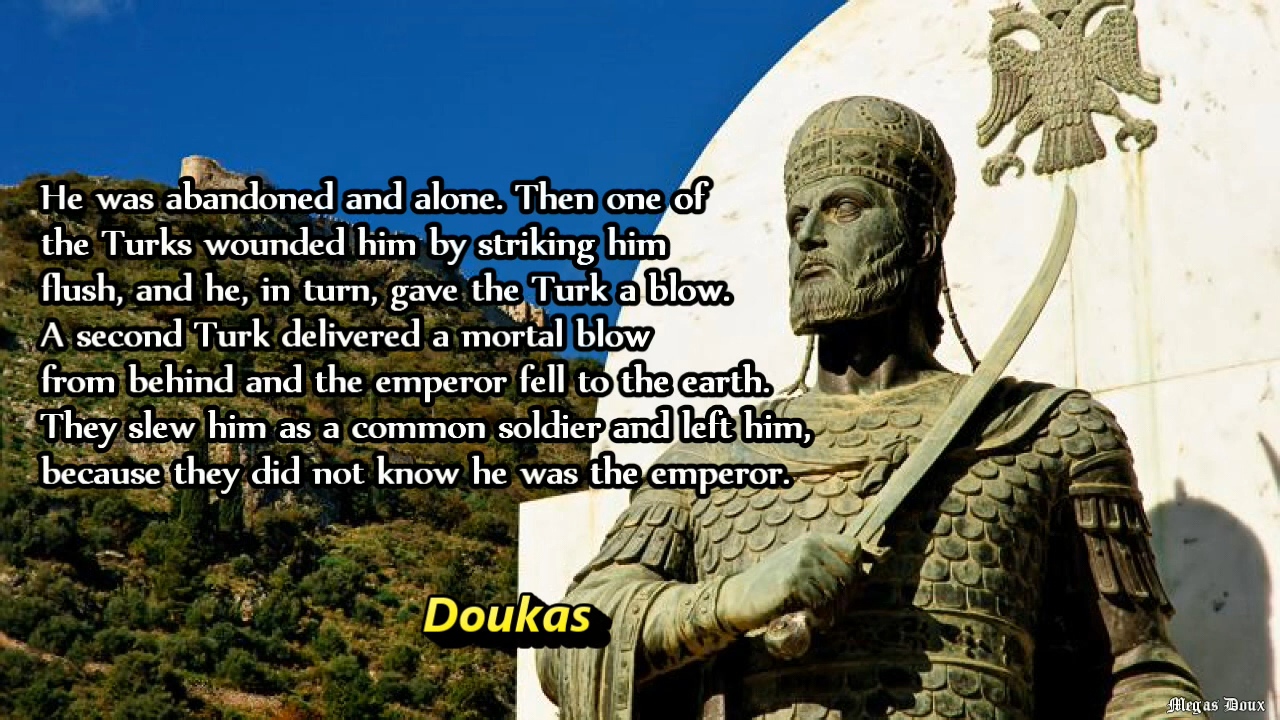 He was abandoned and alone. Then one of
the Turks wounded him by striking him
flush, and he, in turn, gave the Turk a blow.
A second Turk delivered a mortal blow
from behind and the emperor fell to the earth.
They slew him as a common soldier and left him,
because they did not know he was the emperor.
Doukas
Megas Doux